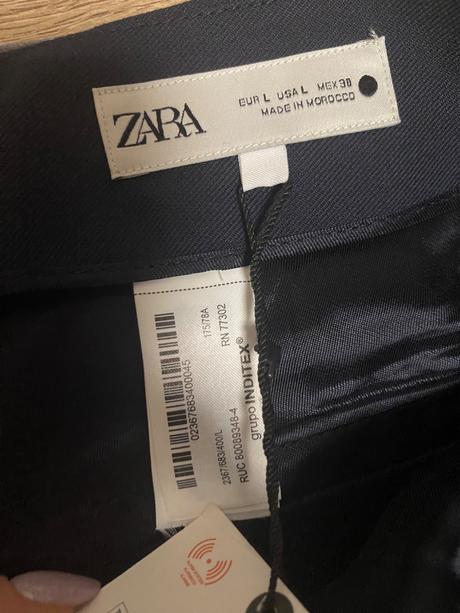 ZARA
EUR L USA L MEX 30
MADE IN MOROCCO
175/78A
RN 77302
02367683400045
grupo INDITEX®
2367/683/400/L
RUC 80089348-4